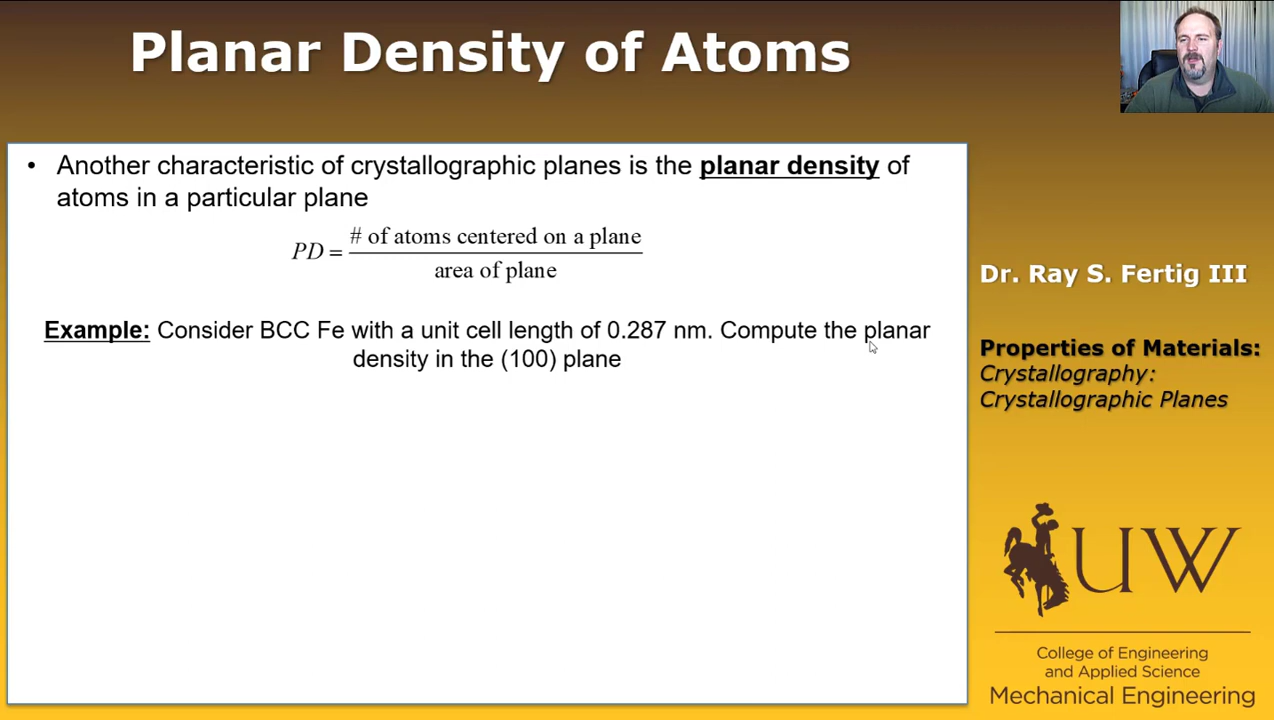 Planar Density of Atoms
• Another characteristic of crystallographic planes is the planar density of
atoms in a particular plane
PD = # of atoms centered on a plane / area of plane
Example: Consider BCC Fe with a unit cell length of 0.287 nm. Compute the planar
density in the (100) plane
Dr. Ray S. Fertig III
Properties of Materials:
Crystallography:
Crystallographic Planes
UW
College of Engineering
and Applied Science
Mechanical Engineering